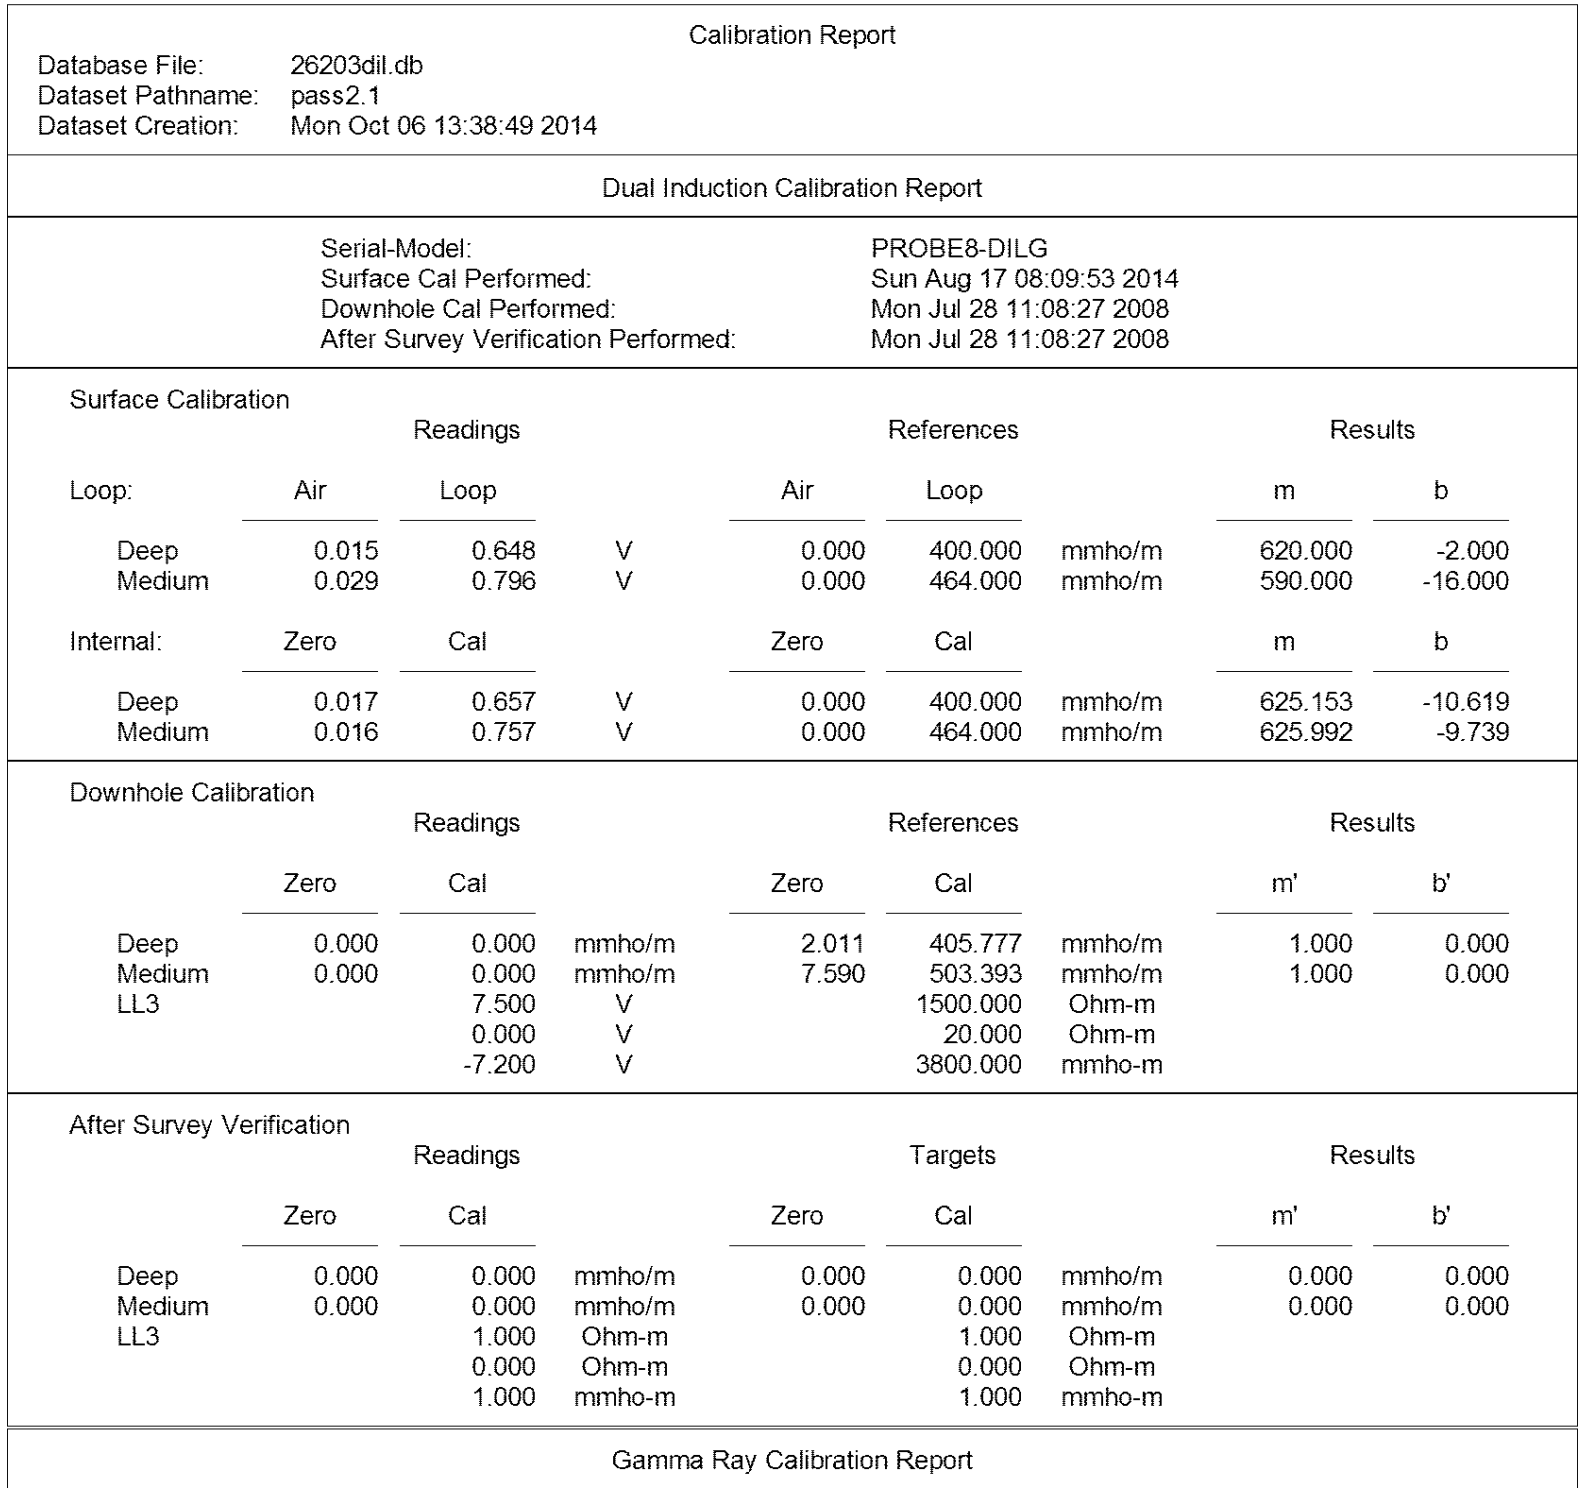 Calibration Report
Database File: 26203dil.db
Dataset Pathname: pass2.1
Dataset Creation: Mon Oct 06 13:38:49 2014
Dual Induction Calibration Report
Serial-Model: PROBE8-DILG
Surface Cal Performed: Sun Aug 17 08:09:53 2014
Downhole Cal Performed: Mon Jul 28 11:08:27 2008
After Survey Verification Performed: Mon Jul 28 11:08:27 2008
Surface Calibration
Readings References Results
Loop: Air Loop Air Loop m b
Deep 0.015 0.648 V 0.000 400.000 mmho/m 620.000 -2.000
Medium 0.029 0.796 V 0.000 464.000 mmho/m 590.000 -16.000
Internal: Zero Cal Zero Cal m b
Deep 0.017 0.657 V 0.000 400.000 mmho/m 625.153 -10.619
Medium 0.016 0.757 V 0.000 464.000 mmho/m 625.992 -9.739
Downhole Calibration
Readings References Results
Zero Cal Zero Cal m' b'
Deep 0.000 0.000 mmho/m 2.011 405.777 mmho/m 1.000 0.000
Medium 0.000 0.000 mmho/m 7.590 503.393 mmho/m 1.000 0.000
LL3 7.500 V 1500.000 Ohm-m
0.000 V 20.000 Ohm-m
-7.200 V 3800.000 mmho-m
After Survey Verification
Readings Targets Results
Zero Cal Zero Cal m' b'
Deep 0.000 0.000 mmho/m 0.000 0.000 mmho/m 0.000 0.000
Medium 0.000 0.000 mmho/m 0.000 0.000 mmho/m 0.000 0.000
LL3 1.000 Ohm-m 1.000 Ohm-m
0.000 Ohm-m 0.000 Ohm-m
1.000 mmho-m 1.000 mmho-m
Gamma Ray Calibration Report